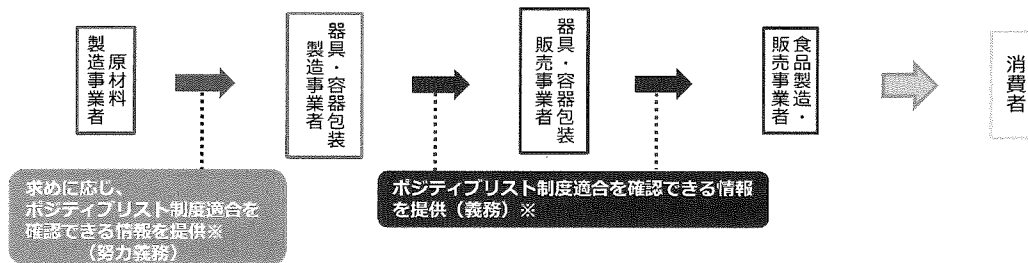 原材料
製造事業者
器具・容器包装
製造事業者
器具・容器包装
販売事業者
食品製造・
販売事業者
消費者
求めに応じ、
ポジティブリスト制度適合を
確認できる情報を提供※
（努力義務）
ポジティブリスト制度適合を確認できる情報
を提供（義務）※